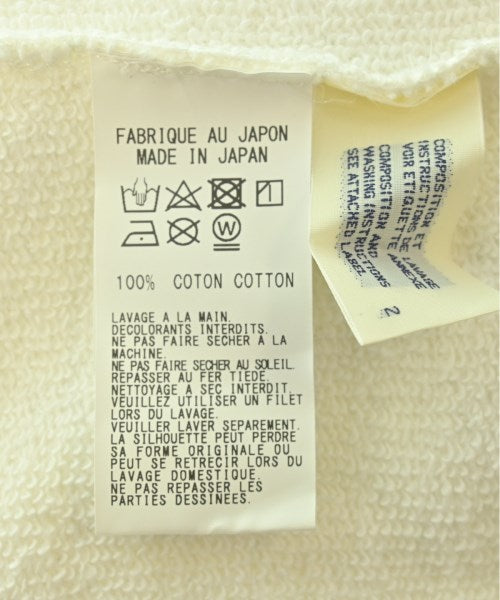 FABRIQUE AU JAPON
MADE IN JAPAN
W
100% COTON COTTON
LAVAGE A LA MAIN.
DECOLORANTS INTERDITS.
NE PAS FAIRE SECHER A LA
MACHINE.
NE PAS FAIRE SECHER AU SOLEIL.
REPASSER AU FER TIEDE.
NETTOYAGE A SEC INTERDIT.
VEUILLEZ UTILISER UN FILET
LORS DU LAVAGE.
VEUILLER LAVER SEPAREMENT.
LA SILHOUETTE PEUT PERDRE
SA FORME ORIGINALE OU
PEUT SE RETRECIR LORS DU
LAVAGE DOMESTIQUE.
NE PAS REPASSER LES
PARTIES DESSINEES.
COMPOSITION ET
INSTRUCTIONS DE LAVAGE
VOIR ETIQUETTE ANNEXE
COMPOSITION AND
WASHING INSTRUCTIONS
SEE ATTACHED LABEL
2